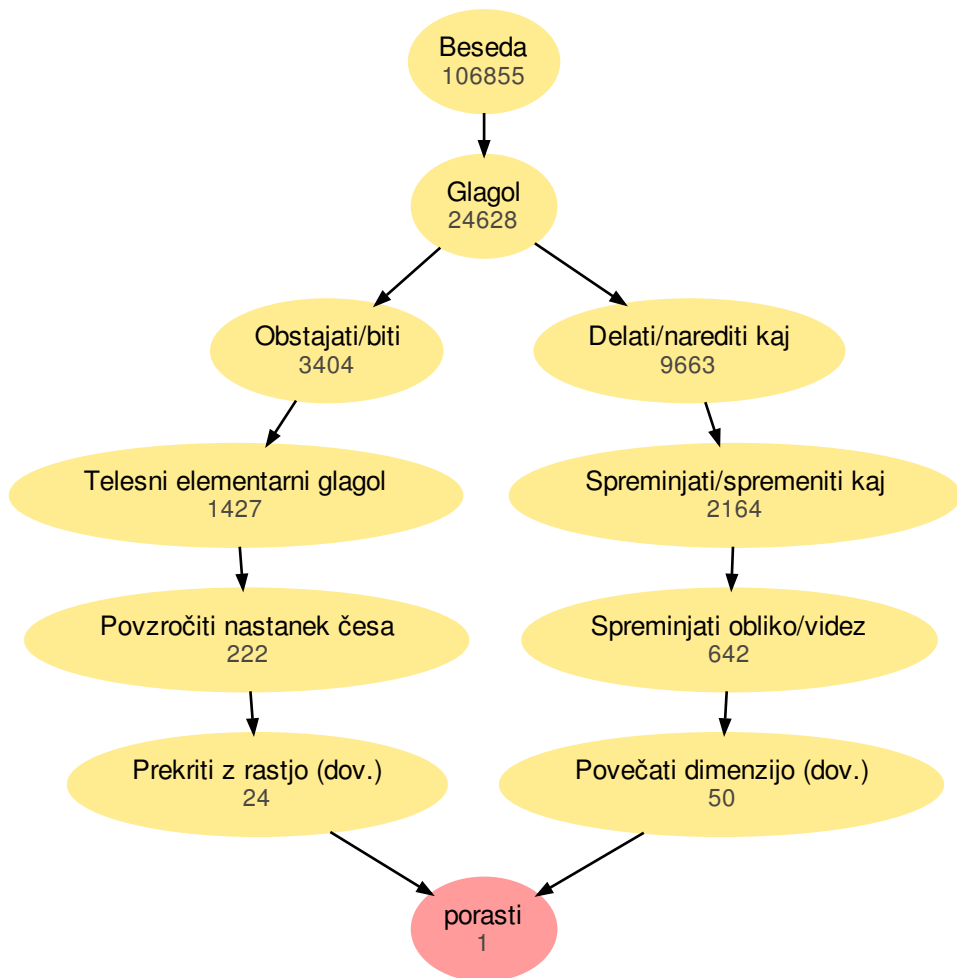 Beseda
106855
Glagol
24628
Obstajati/biti
3404
Delati/narediti kaj
9663
Telesni elementarni glagol
1427
Spreminjati/spremeniti kaj
2164
Povzročiti nastanek česa
222
Spreminjati obliko/videz
642
Prekriti z rastjo (dov.)
24
Povečati dimenzijo (dov.)
50
porasti
1